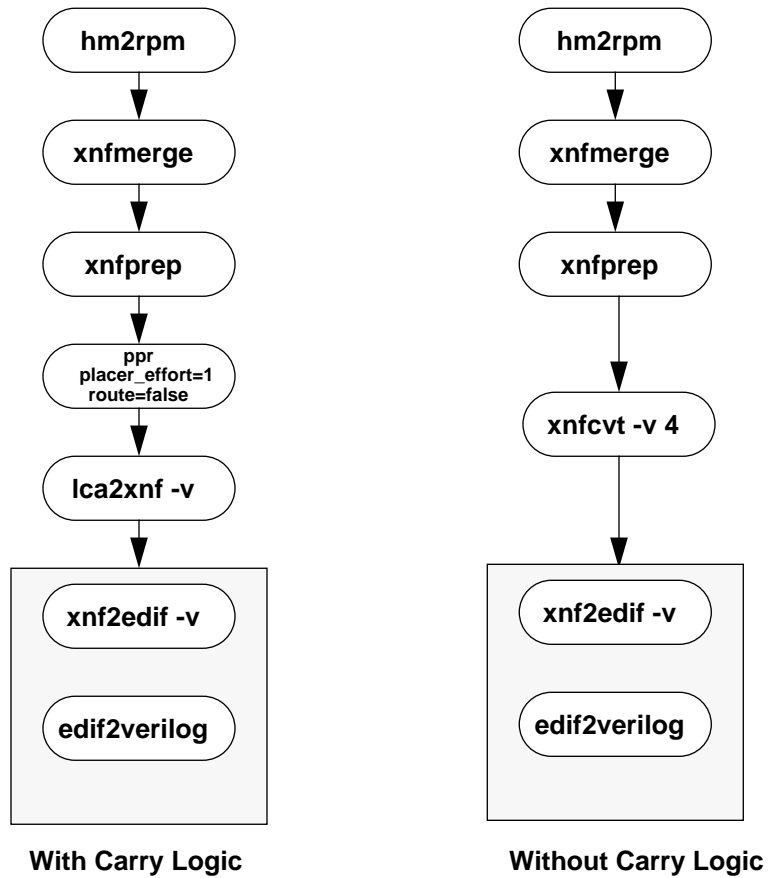 hm2rpm
xnfmerge
xnfprep
ppr
placer_effort=1
route=false
lca2xnf -v
xnf2edif -v
edif2verilog
With Carry Logic
hm2rpm
xnfmerge
xnfprep
xnfcvt -v 4
xnf2edif -v
edif2verilog
Without Carry Logic